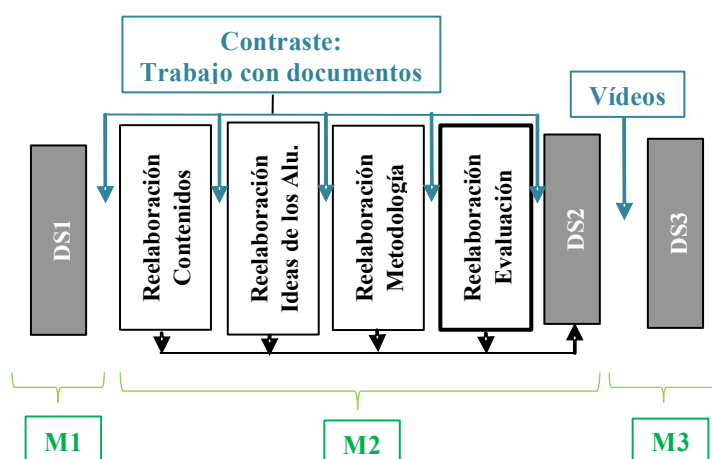 Contraste:
Trabajo con documentos
Vídeos
DS1
Reelaboración
Contenidos
Reelaboración
Ideas de los Alu.
Reelaboración
Metodología
Reelaboración
Evaluación
DS2
DS3
M1
M2
M3